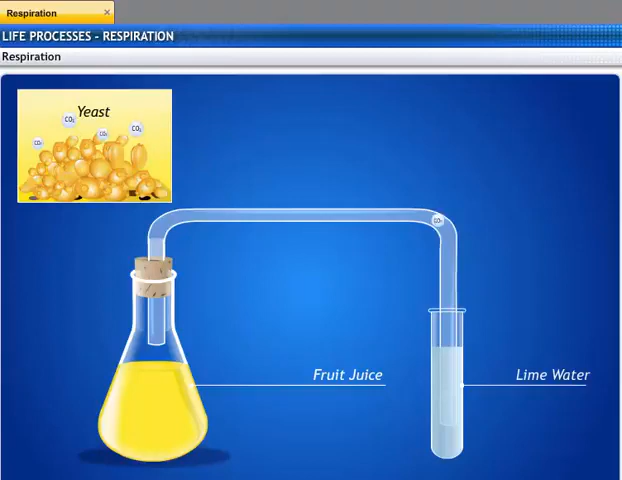 Respiration
LIFE PROCESSES - RESPIRATION
Respiration
Yeast
CO₂
CO₂
CO₂
CO₂
CO₂
Fruit Juice
Lime Water